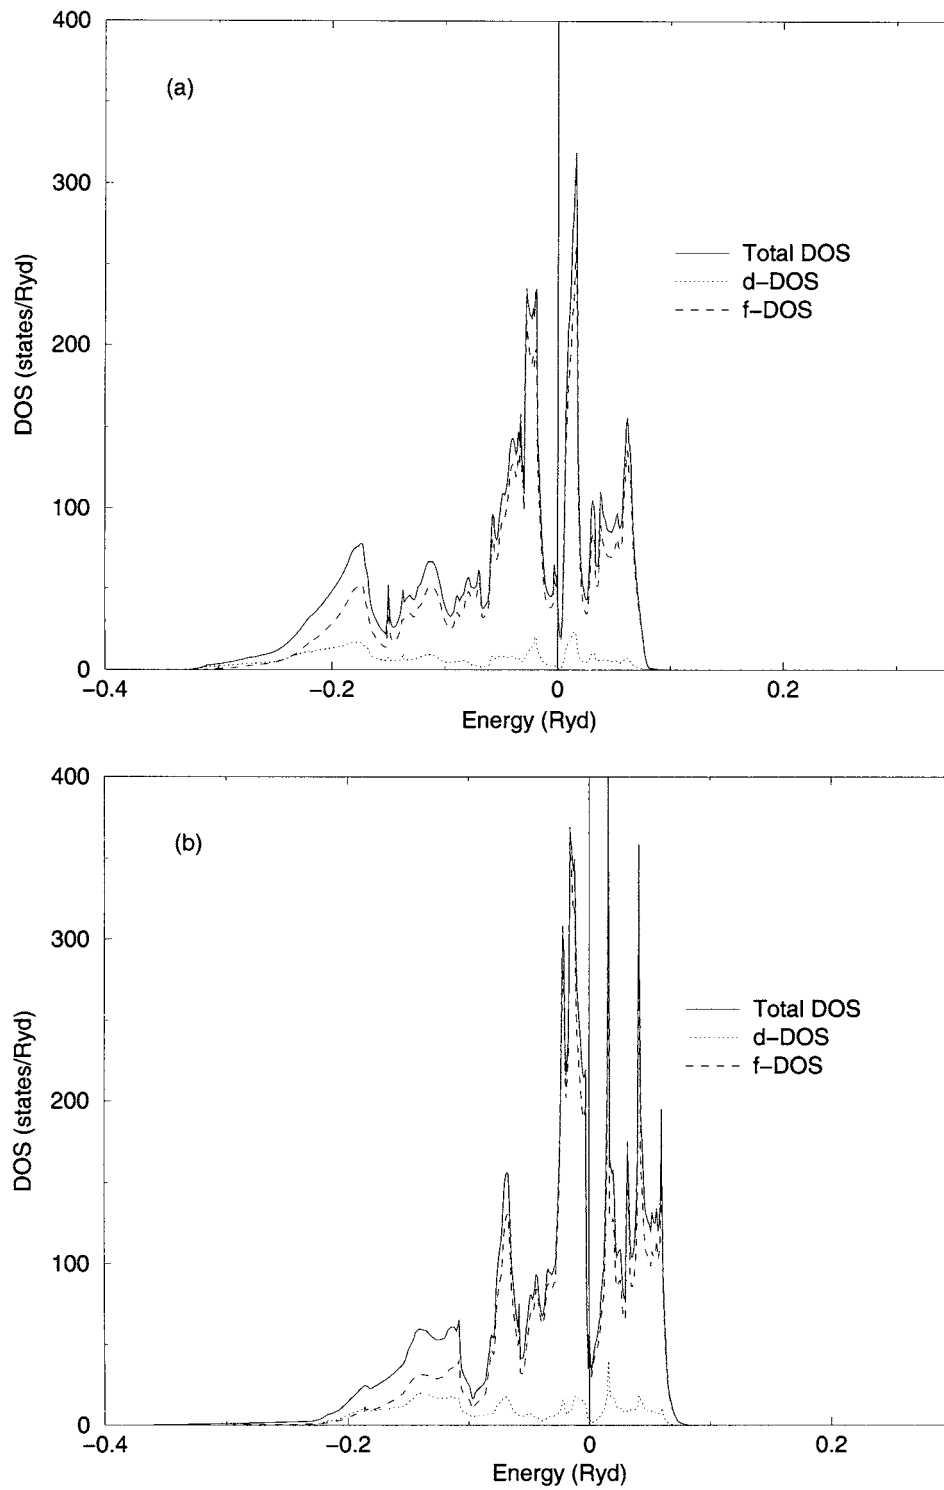 400
(a)
300
Total DOS
d-DOS
f-DOS
DOS (states/Ryd)
200
100
0
−0.4
−0.2
0
0.2
Energy (Ryd)
400
(b)
300
Total DOS
d-DOS
f-DOS
DOS (states/Ryd)
200
100
0
−0.4
−0.2
0
0.2
Energy (Ryd)